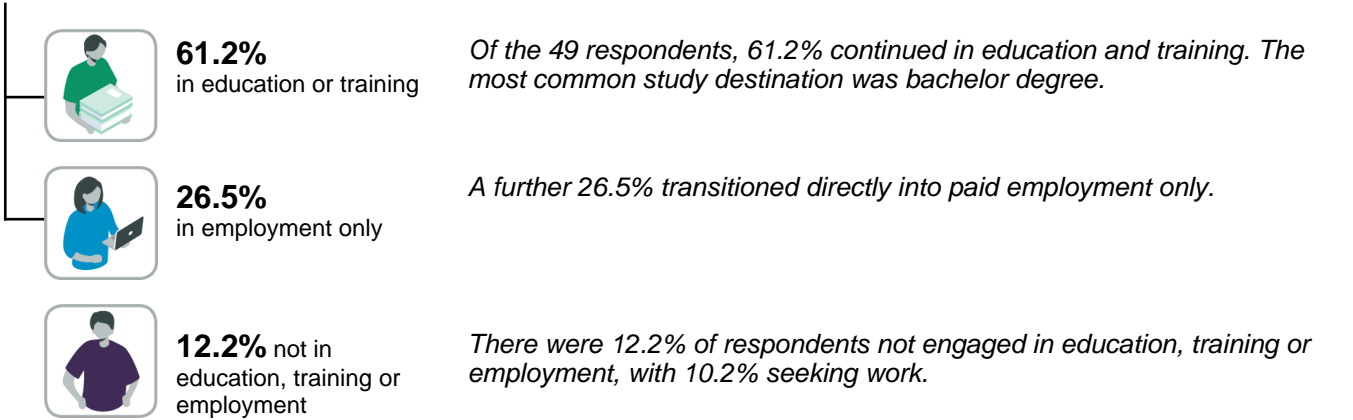 61.2%
in education or training
Of the 49 respondents, 61.2% continued in education and training. The
most common study destination was bachelor degree.
26.5%
in employment only
A further 26.5% transitioned directly into paid employment only.
12.2% not in
education, training or
employment
There were 12.2% of respondents not engaged in education, training or
employment, with 10.2% seeking work.